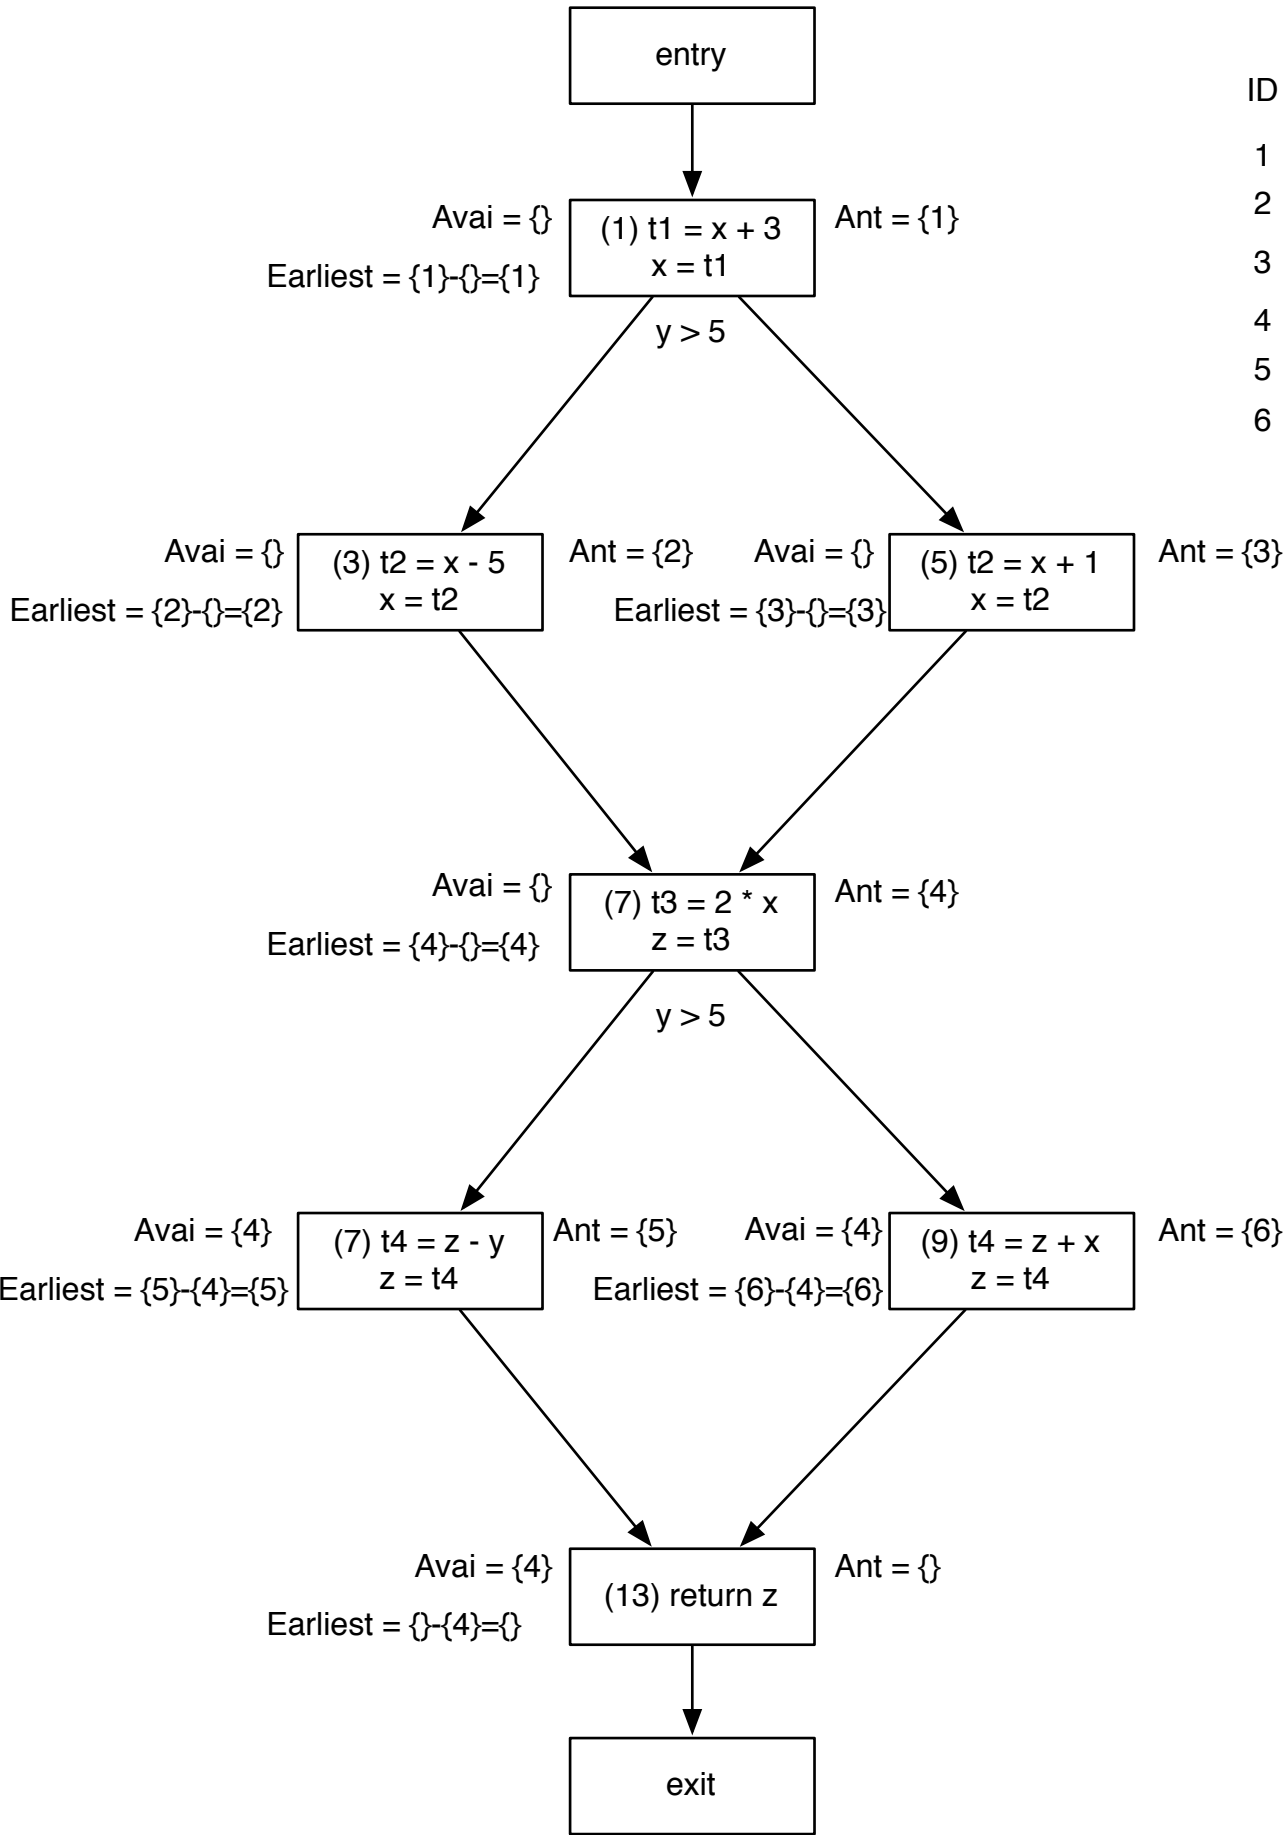 entry
ID
1
2
3
4
5
6
Avai = {}
(1) t1 = x + 3
x = t1
Ant = {1}
Earliest = {1}-{}={1}
y > 5
Avai = {}
(3) t2 = x - 5
x = t2
Ant = {2}
Earliest = {2}-{}={2}
Avai = {}
(5) t2 = x + 1
x = t2
Ant = {3}
Earliest = {3}-{}={3}
Avai = {}
(7) t3 = 2 * x
z = t3
Ant = {4}
Earliest = {4}-{}={4}
y > 5
Avai = {4}
(7) t4 = z - y
z = t4
Ant = {5}
Earliest = {5}-{4}={5}
Avai = {4}
(9) t4 = z + x
z = t4
Ant = {6}
Earliest = {6}-{4}={6}
Avai = {4}
(13) return z
Ant = {}
Earliest = {}-{4}={}
exit